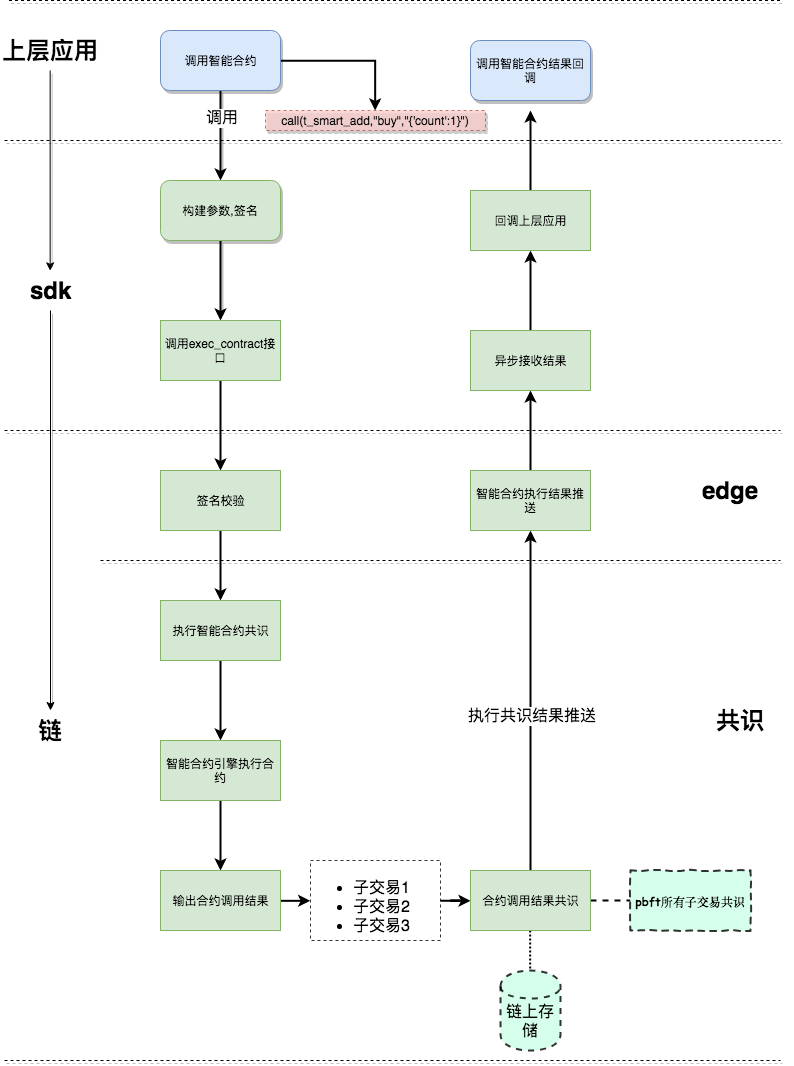 上层应用
调用智能合约
调用智能合约结果回
调
调用
call(t_smart_add,"buy","{'count':1}")
构建参数,签名
回调上层应用
sdk
调用exec_contract接
口
异步接收结果
签名校验
智能合约执行结果推
送
edge
执行智能合约共识
执行共识结果推送
共识
链
智能合约引擎执行合
约
输出合约调用结果
• 子交易1
• 子交易2
• 子交易3
合约调用结果共识
pbft所有子交易共识
链上存
储